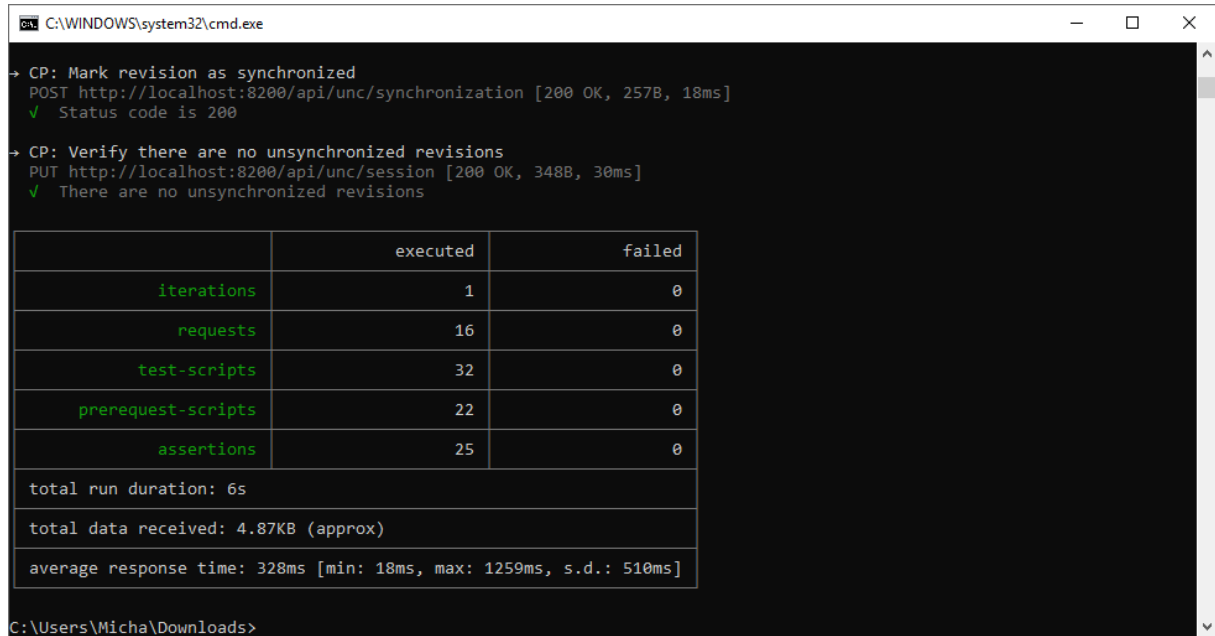 C:\WINDOWS\system32\cmd.exe
→ CP: Mark revision as synchronized
POST http://localhost:8200/api/unc/synchronization [200 OK, 257B, 18ms]
√ Status code is 200
→ CP: Verify there are no unsynchronized revisions
PUT http://localhost:8200/api/unc/session [200 OK, 348B, 30ms]
√ There are no unsynchronized revisions
executed failed
iterations 1 0
requests 16 0
test-scripts 32 0
prerequest-scripts 22 0
assertions 25 0
total run duration: 6s
total data received: 4.87KB (approx)
average response time: 328ms [min: 18ms, max: 1259ms, s.d.: 510ms]
C:\Users\Micha\Downloads>